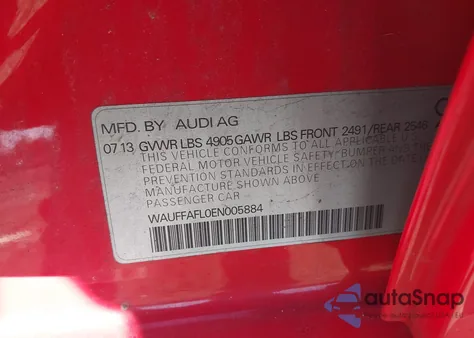 MFD. BY AUDI AG
07 13 GVWR LBS 4905 GAWR LBS FRONT 2491/REAR 2546
THIS VEHICLE CONFORMS TO ALL APPLICABLE
FEDERAL MOTOR VEHICLE SAFETY, BUMPER AND THEFT
PREVENTION STANDARDS IN EFFECT ON THE DATE
MANUFACTURE SHOWN ABOVE
PASSENGER CAR
WAUFFAFL0EN005884
autoSnap